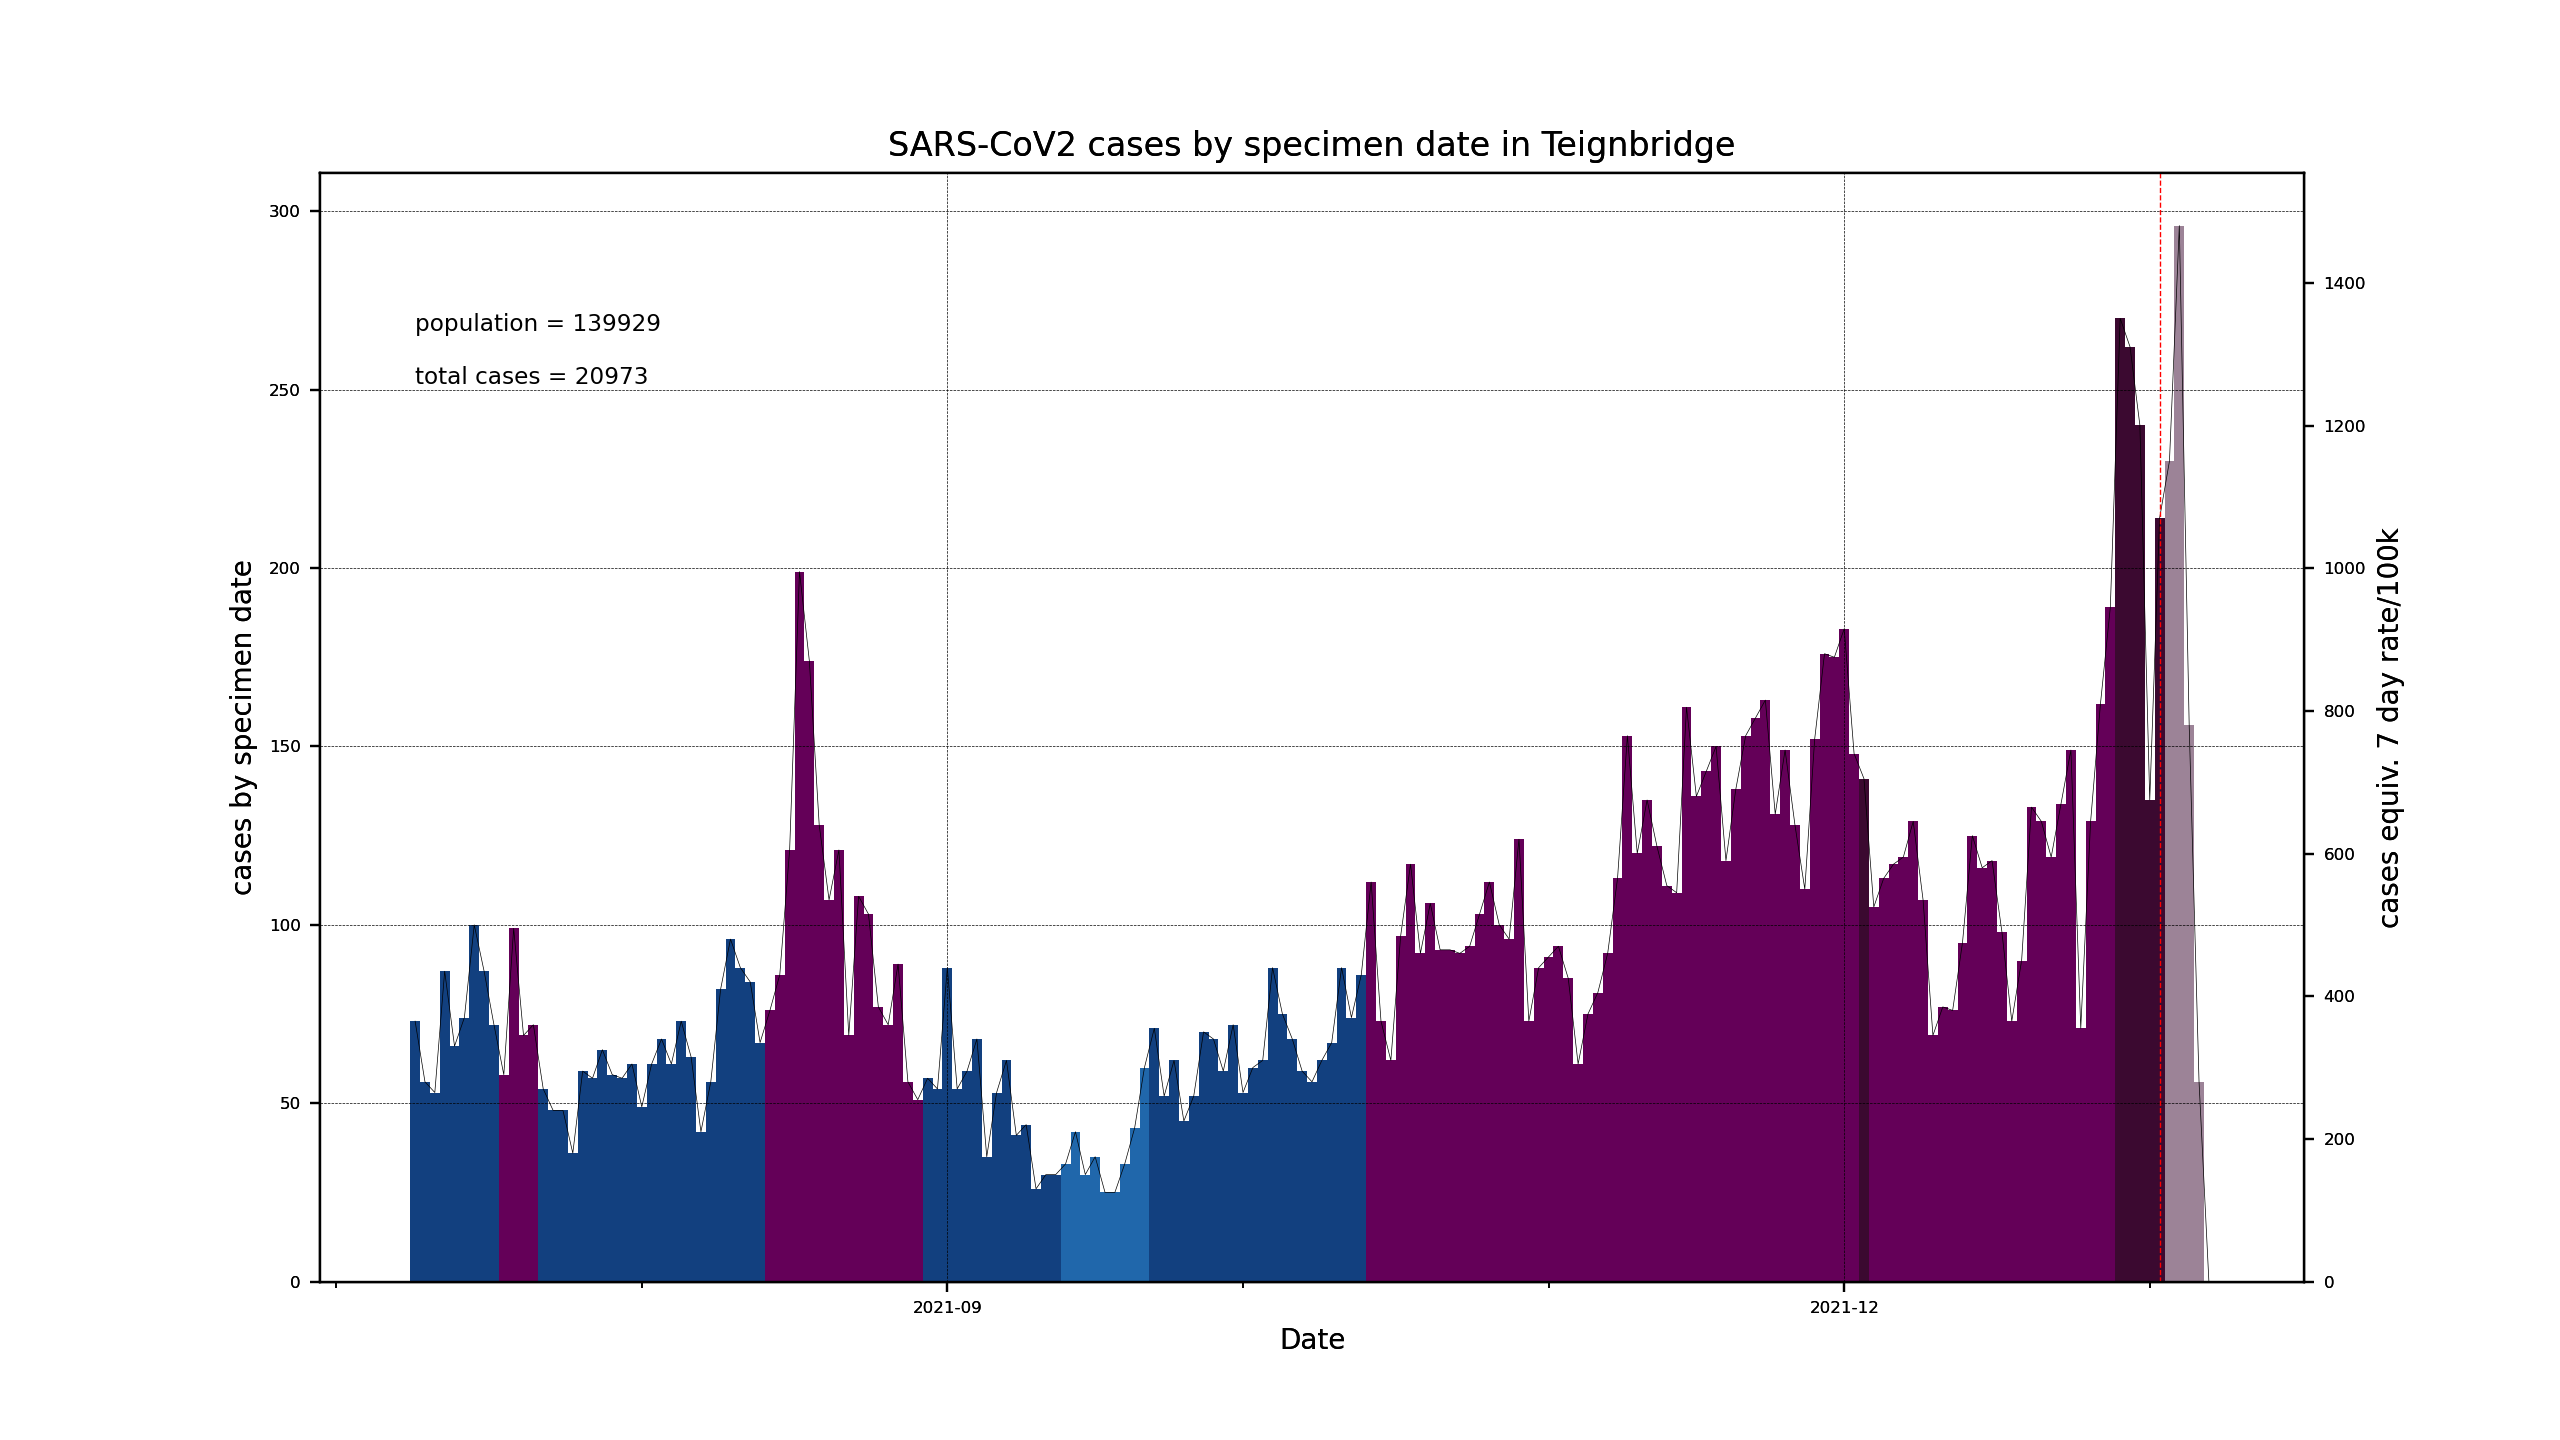 SARS-CoV2 cases by specimen date in Teignbridge
population = 139929
total cases = 20973
cases by specimen date
300
250
200
150
100
50
0
1400
1200
1000
800
600
400
200
0
cases equiv. 7 day rate/100k
2021-09
2021-12
Date